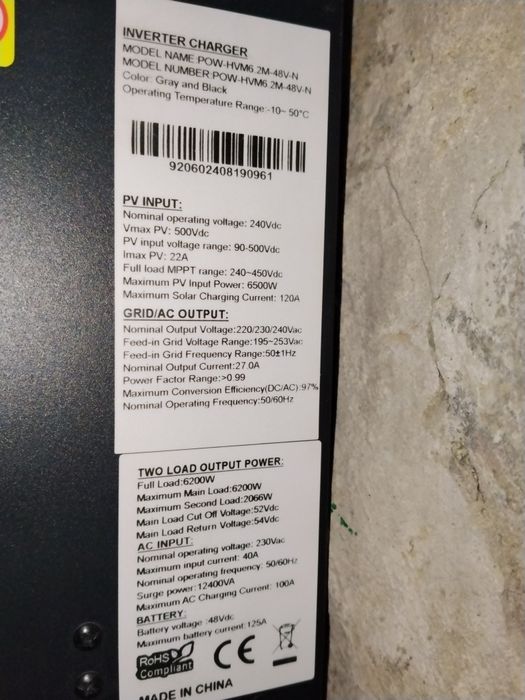 INVERTER CHARGER
MODEL NAME:POW-HVM6.2M-48V-N
MODEL NUMBER:POW-HVM6.2M-48V-N
Color: Gray and Black
Operating Temperature Range:-10~ 50°C
920602408190961
PV INPUT:
Nominal operating voltage: 240Vdc
Vmax PV: 500Vdc
PV input voltage range: 90-500Vdc
Imax PV: 22A
Full load MPPT range: 240~450Vdc
Maximum PV Input Power: 6500W
Maximum Solar Charging Current: 120A
GRID/AC OUTPUT:
Nominal Output Voltage:220/230/240Vac
Feed-in Grid Voltage Range:195~253Vac
Feed-in Grid Frequency Range:50±1Hz
Nominal Output Current:27.0A
Power Factor Range:>0.99
Maximum Conversion Efficiency(DC/AC):97%
Nominal Operating Frequency:50/60Hz
TWO LOAD OUTPUT POWER:
Full Load:6200W
Maximum Main Load:6200W
Maximum Second Load:2066W
Main Load Cut Off Voltage:52Vdc
Main Load Return Voltage:54Vdc
AC INPUT:
Nominal operating voltage: 230Vac
Maximum input current: 40A
Nominal operating frequency: 50/60Hz
Surge power: 12400VA
Maximum AC Charging Current: 100A
BATTERY:
Battery voltage :48Vdc
Maximum battery current:125A
RoHS
Compliant
CE
MADE IN CHINA